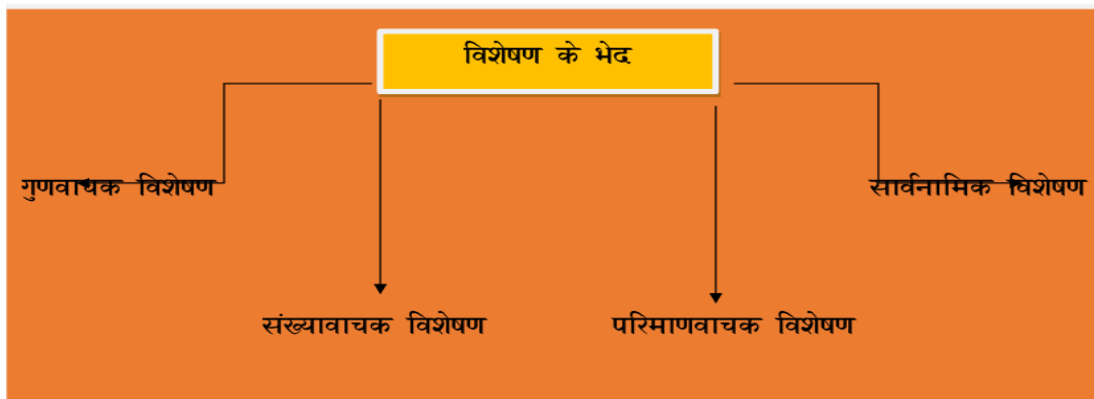 विशेषण के भेद
गुणवाचक विशेषण
सार्वनामिक विशेषण
संख्यावाचक विशेषण
परिमाणवाचक विशेषण